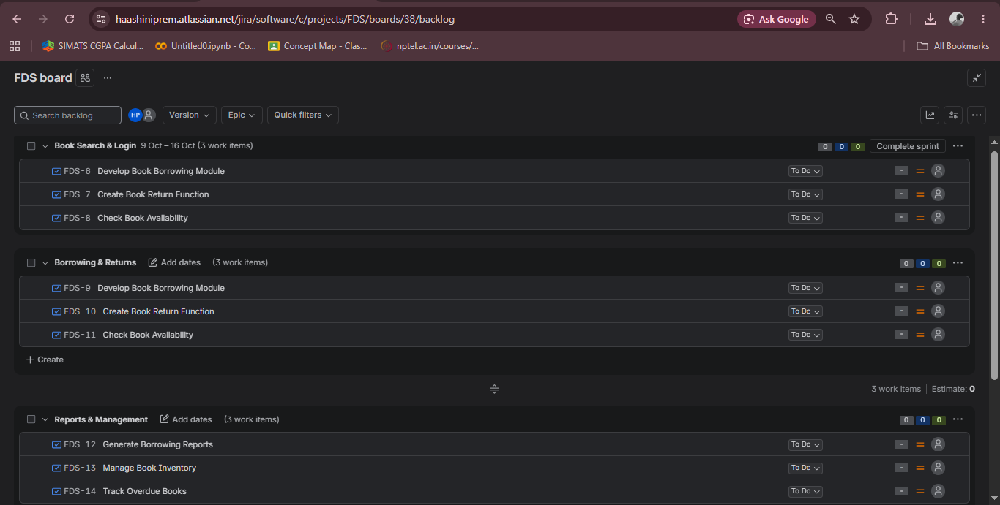 haashiniprem.atlassian.net/jira/software/c/projects/FDS/boards/38/backlog Ask Google
SIMATS CGPA Calcul... Untitled0.ipynb - Co... Concept Map - Clas... nptel.ac.in/courses/... All Bookmarks
FDS board
Search backlog HP Version Epic Quick filters
Book Search & Login 9 Oct – 16 Oct (3 work items) 0 0 0 Complete sprint
FDS-6 Develop Book Borrowing Module To Do -
FDS-7 Create Book Return Function To Do -
FDS-8 Check Book Availability To Do -
Borrowing & Returns Add dates (3 work items) 0 0 0
FDS-9 Develop Book Borrowing Module To Do -
FDS-10 Create Book Return Function To Do -
FDS-11 Check Book Availability To Do -
+ Create
3 work items Estimate: 0
Reports & Management Add dates (3 work items) 0 0 0
FDS-12 Generate Borrowing Reports To Do -
FDS-13 Manage Book Inventory To Do -
FDS-14 Track Overdue Books To Do -